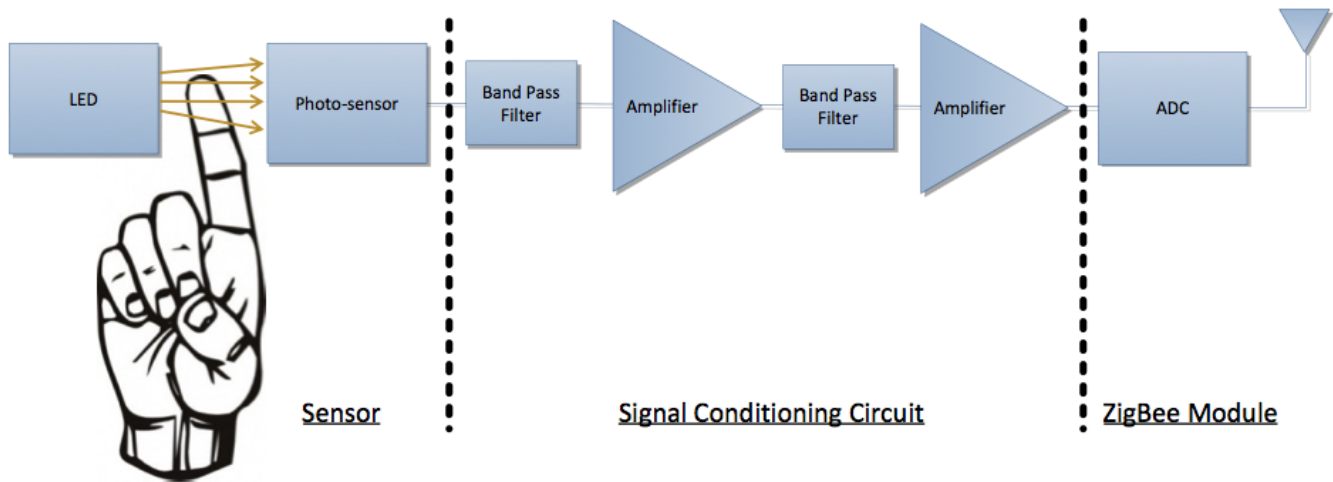 LED
Photo-sensor
Band Pass
Filter
Amplifier
Band Pass
Filter
Amplifier
ADC
Sensor
Signal Conditioning Circuit
ZigBee Module